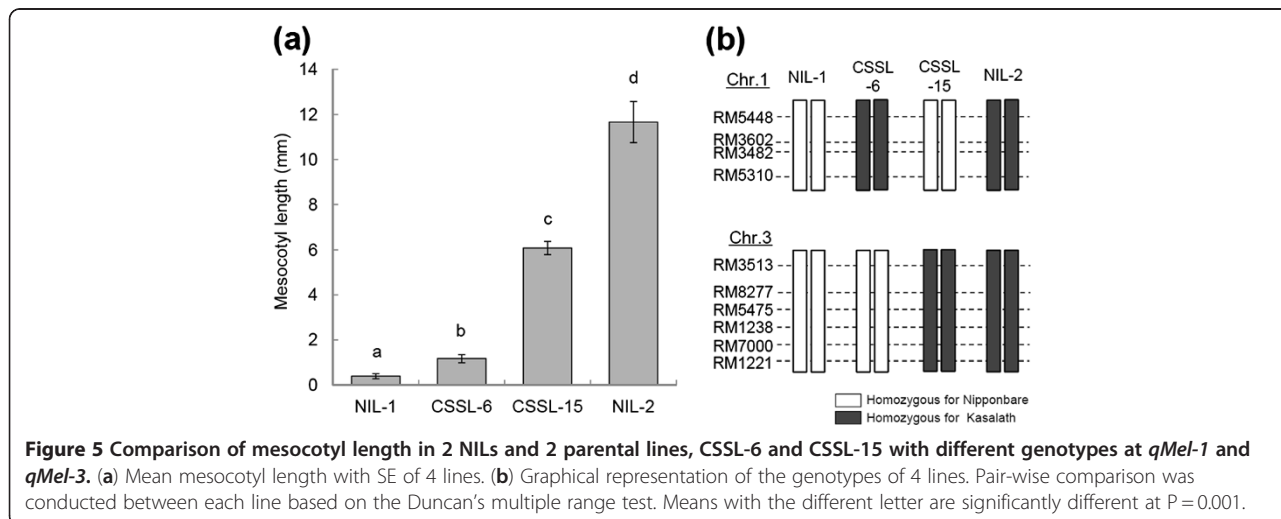 (a)
14
12
10
8
6
4
2
0
Mesocotyl length (mm)
a
b
c
d
NIL-1
CSSL-6
CSSL-15
NIL-2
(b)
Chr.1
NIL-1
CSSL
-6
CSSL
-15
NIL-2
RM5448
RM3602
RM3482
RM5310
Chr.3
RM3513
RM8277
RM5475
RM1238
RM7000
RM1221
Homozygous for Nipponbare
Homozygous for Kasalath
Figure 5 Comparison of mesocotyl length in 2 NILs and 2 parental lines, CSSL-6 and CSSL-15 with different genotypes at qMel-1 and
qMel-3. (a) Mean mesocotyl length with SE of 4 lines. (b) Graphical representation of the genotypes of 4 lines. Pair-wise comparison was
conducted between each line based on the Duncan's multiple range test. Means with the different letter are significantly different at P = 0.001.